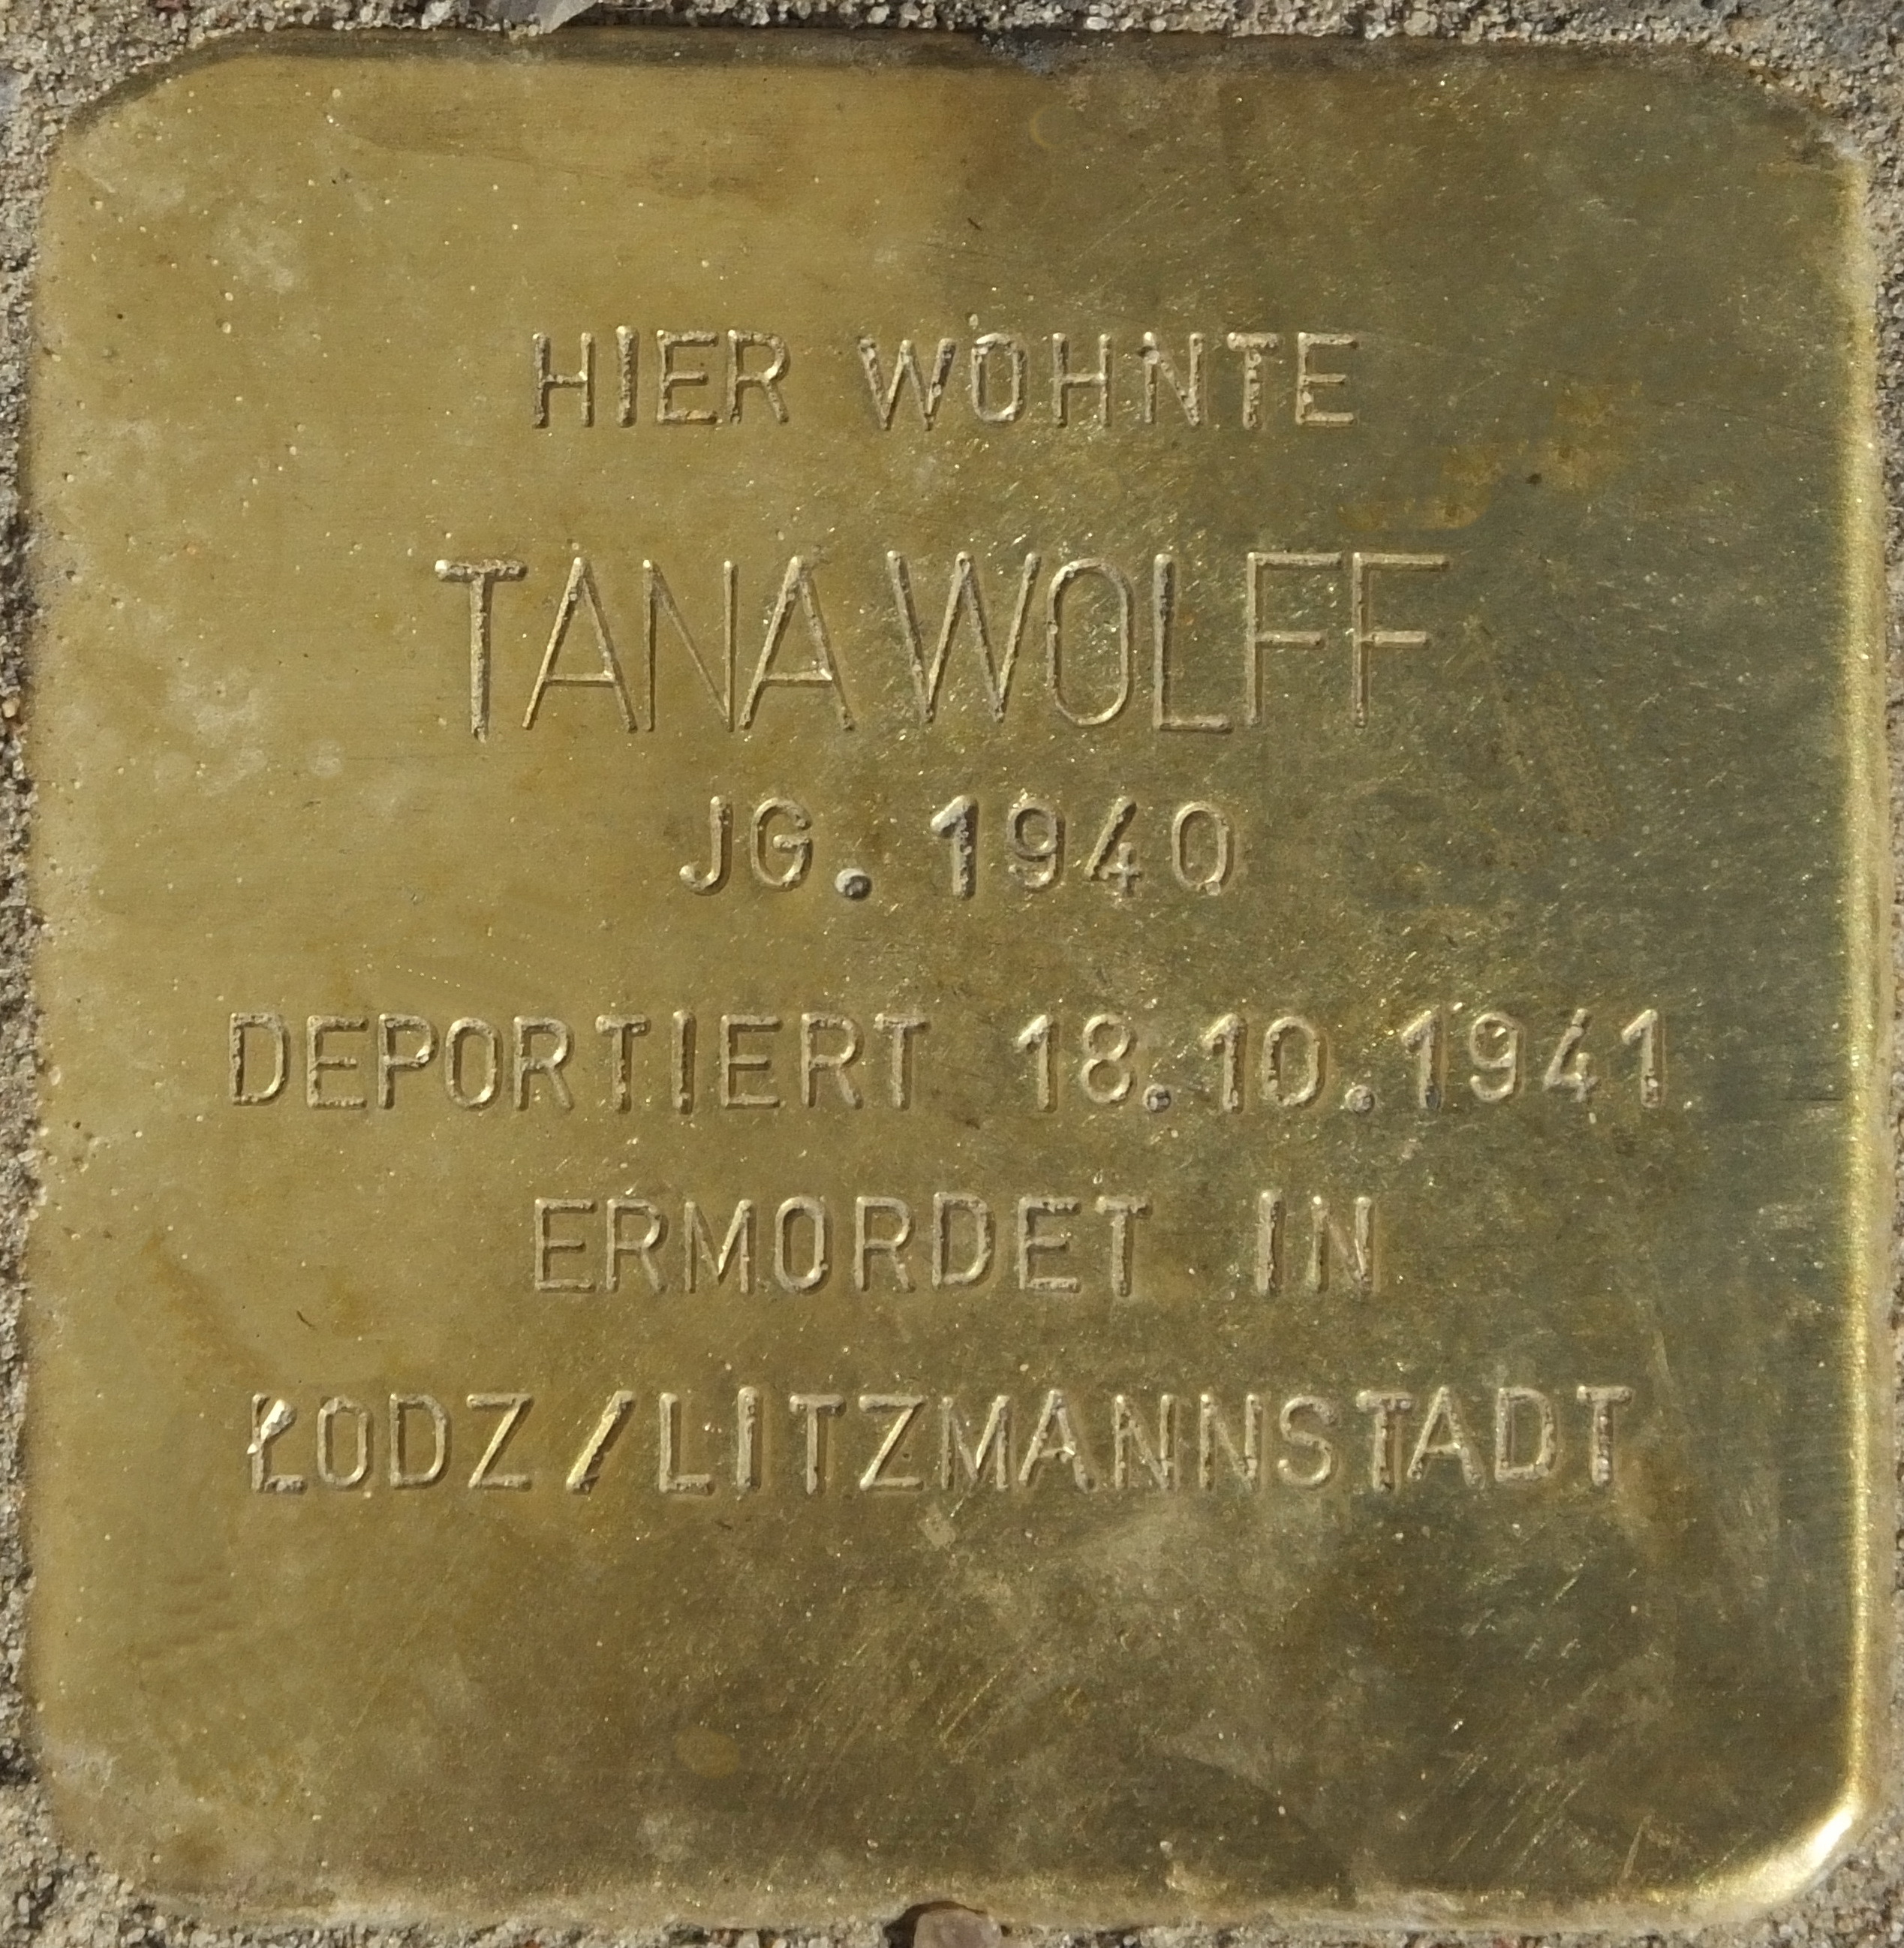 HIER WOHNTE
TANA WOLFF
JG. 1940
DEPORTIERT 18.10.1941
ERMORDET IN
ŁODZ/LITZMANNSTADT